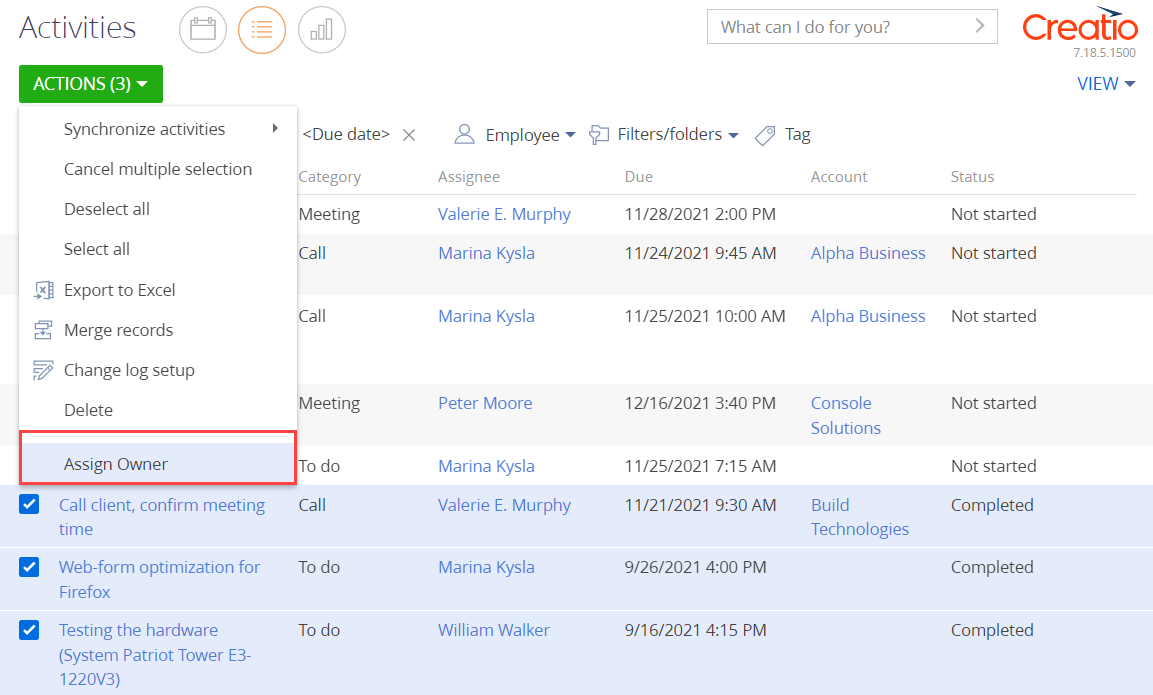 Activities
What can I do for you?
Creatio
7.18.5.1500
ACTIONS (3)
VIEW
Synchronize activities
Cancel multiple selection
Deselect all
Select all
Export to Excel
Merge records
Change log setup
Delete
Assign Owner
<Due date>
Employee
Filters/folders
Tag
Category Assignee Due Account Status
Meeting Valerie E. Murphy 11/28/2021 2:00 PM Not started
Call Marina Kysla 11/24/2021 9:45 AM Alpha Business Not started
Call Marina Kysla 11/25/2021 10:00 AM Alpha Business Not started
Meeting Peter Moore 12/16/2021 3:40 PM Console Not started
Solutions
To do Marina Kysla 11/25/2021 7:15 AM Not started
Call client, confirm meeting Call Valerie E. Murphy 11/21/2021 9:30 AM Build Completed
time Technologies
Web-form optimization for To do Marina Kysla 9/26/2021 4:00 PM Completed
Firefox
Testing the hardware To do William Walker 9/16/2021 4:15 PM Completed
(System Patriot Tower E3-
1220V3)